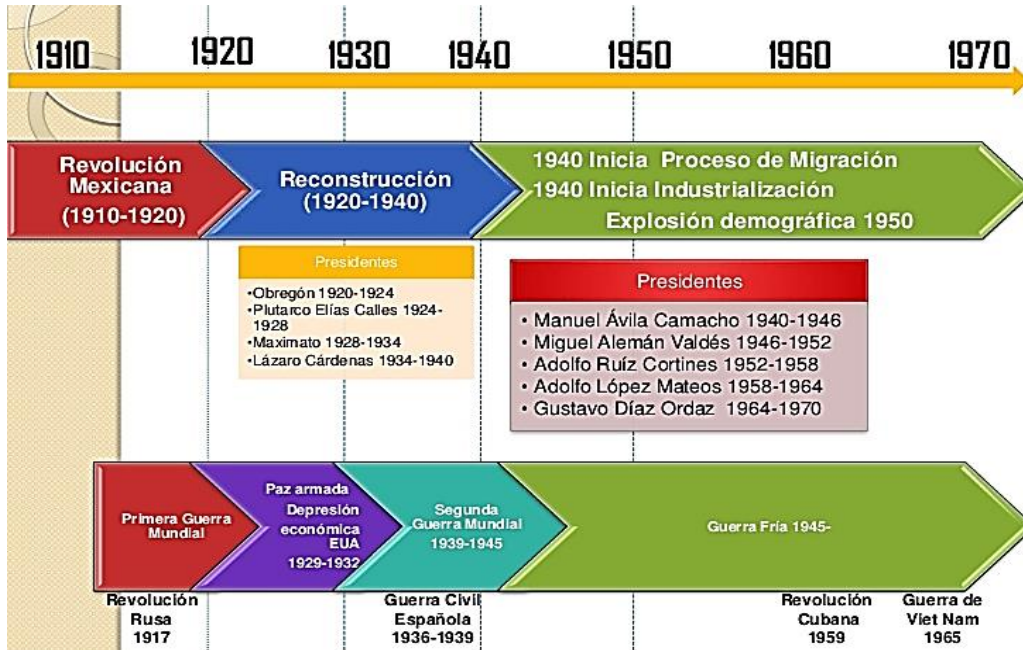 1910 1920 1930 1940 1950 1960 1970
Revolución
Mexicana
(1910-1920)
Reconstrucción
(1920-1940)
1940 Inicia Proceso de Migración
1940 Inicia Industrialización
Explosión demográfica 1950
Presidentes
•Obregón 1920-1924
•Plutarco Elías Calles 1924-
1928
•Maximato 1928-1934
•Lázaro Cárdenas 1934-1940
Presidentes
• Manuel Ávila Camacho 1940-1946
• Miguel Alemán Valdés 1946-1952
• Adolfo Ruíz Cortines 1952-1958
• Adolfo López Mateos 1958-1964
• Gustavo Díaz Ordaz 1964-1970
Primera Guerra
Mundial
Paz armada
Depresión
económica
EUA
1929-1932
Segunda
Guerra Mundial
1939-1945
Guerra Fría 1945-
Revolución
Rusa
1917
Guerra Civil
Española
1936-1939
Revolución
Cubana
1959
Guerra de
Viet Nam
1965